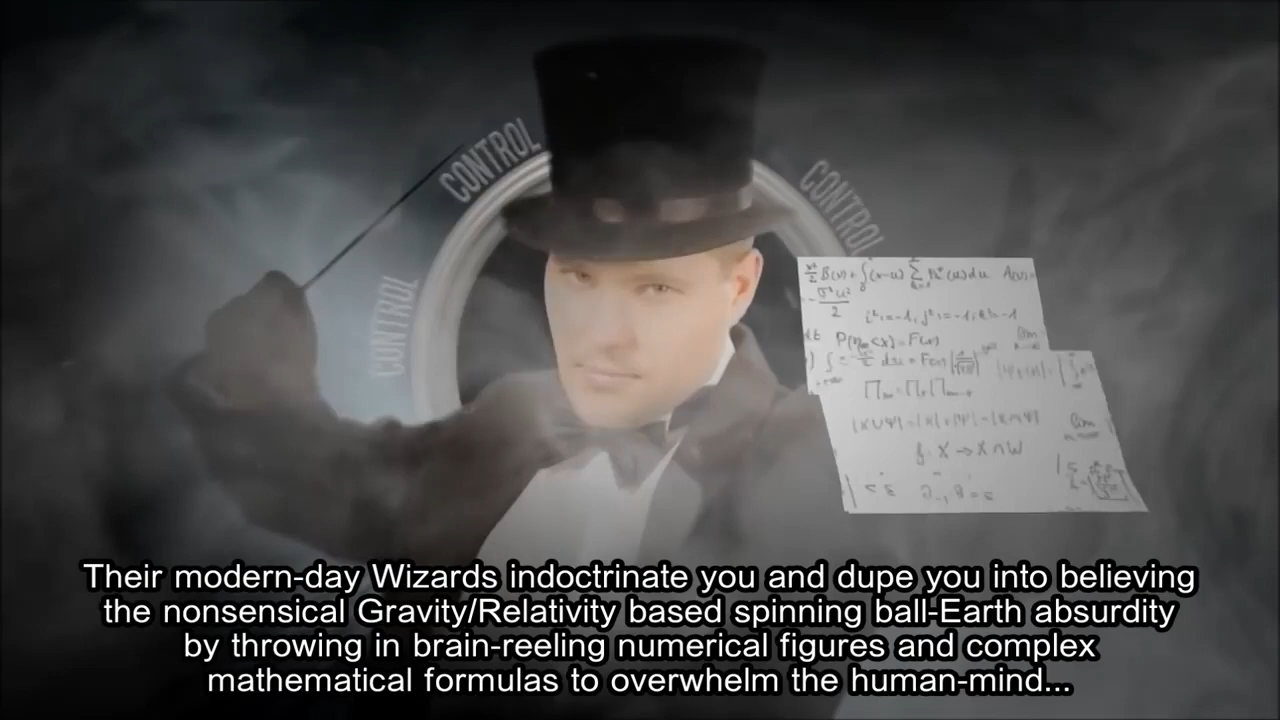 CONTROL
CONTROL
CONTROL
P(ηₘ<x)=F(x)
f: X → X ∩ W
Their modern-day Wizards indoctrinate you and dupe you into believing
the nonsensical Gravity/Relativity based spinning ball-Earth absurdity
by throwing in brain-reeling numerical figures and complex
mathematical formulas to overwhelm the human-mind...